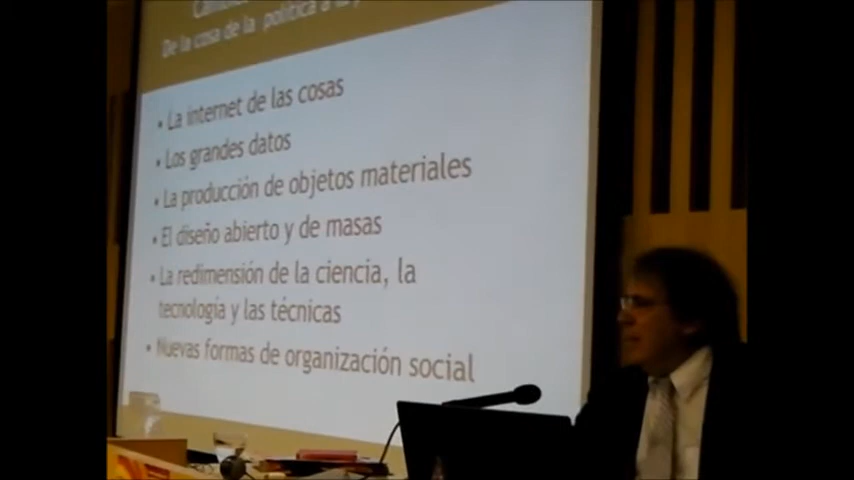 De la cosa de la política a la
• La internet de las cosas
• Los grandes datos
• La producción de objetos materiales
• El diseño abierto y de masas
• La redimensión de la ciencia, la
tecnología y las técnicas
• Nuevas formas de organización social